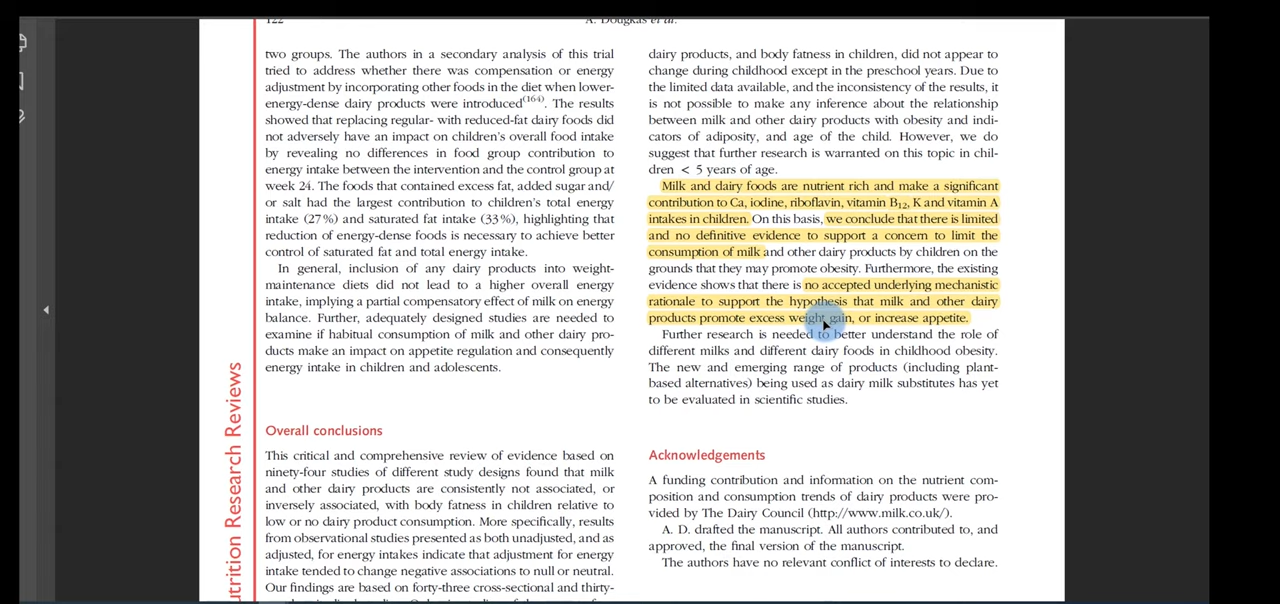 122
A. Dougkas et al.
two groups. The authors in a secondary analysis of this trial
tried to address whether there was compensation or energy
adjustment by incorporating other foods in the diet when lower-
energy-dense dairy products were introduced(164). The results
showed that replacing regular- with reduced-fat dairy foods did
not adversely have an impact on children's overall food intake
by revealing no differences in food group contribution to
energy intake between the intervention and the control group at
week 24. The foods that contained excess fat, added sugar and/
or salt had the largest contribution to children's total energy
intake (27 %) and saturated fat intake (33 %), highlighting that
reduction of energy-dense foods is necessary to achieve better
control of saturated fat and total energy intake.
In general, inclusion of any dairy products into weight-
maintenance diets did not lead to a higher overall energy
intake, implying a partial compensatory effect of milk on energy
balance. Further, adequately designed studies are needed to
examine if habitual consumption of milk and other dairy pro-
ducts make an impact on appetite regulation and consequently
energy intake in children and adolescents.
Overall conclusions
This critical and comprehensive review of evidence based on
ninety-four studies of different study designs found that milk
and other dairy products are consistently not associated, or
inversely associated, with body fatness in children relative to
low or no dairy product consumption. More specifically, results
from observational studies presented as both unadjusted, and as
adjusted, for energy intakes indicate that adjustment for energy
intake tended to change negative associations to null or neutral.
Our findings are based on forty-three cross-sectional and thirty-
dairy products, and body fatness in children, did not appear to
change during childhood except in the preschool years. Due to
the limited data available, and the inconsistency of the results, it
is not possible to make any inference about the relationship
between milk and other dairy products with obesity and indi-
cators of adiposity, and age of the child. However, we do
suggest that further research is warranted on this topic in chil-
dren < 5 years of age.
Milk and dairy foods are nutrient rich and make a significant
contribution to Ca, iodine, riboflavin, vitamin B12, K and vitamin A
intakes in children. On this basis, we conclude that there is limited
and no definitive evidence to support a concern to limit the
consumption of milk and other dairy products by children on the
grounds that they may promote obesity. Furthermore, the existing
evidence shows that there is no accepted underlying mechanistic
rationale to support the hypothesis that milk and other dairy
products promote excess weight gain, or increase appetite.
Further research is needed to better understand the role of
different milks and different dairy foods in childhood obesity.
The new and emerging range of products (including plant-
based alternatives) being used as dairy milk substitutes has yet
to be evaluated in scientific studies.
Acknowledgements
A funding contribution and information on the nutrient com-
position and consumption trends of dairy products were pro-
vided by The Dairy Council (http://www.milk.co.uk/).
A. D. drafted the manuscript. All authors contributed to, and
approved, the final version of the manuscript.
The authors have no relevant conflict of interests to declare.
utrition Research Reviews